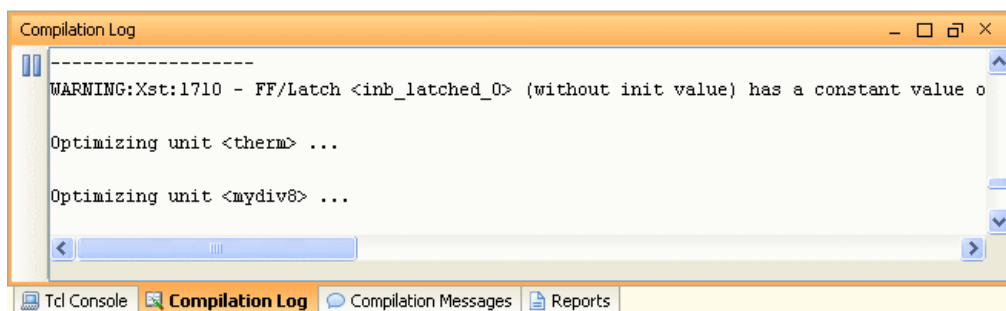 Compilation Log
-------------------
WARNING:Xst:1710 - FF/Latch <inb_latched_0> (without init value) has a constant value o
Optimizing unit <therm> ...
Optimizing unit <mydiv8> ...
Tcl Console Compilation Log Compilation Messages Reports